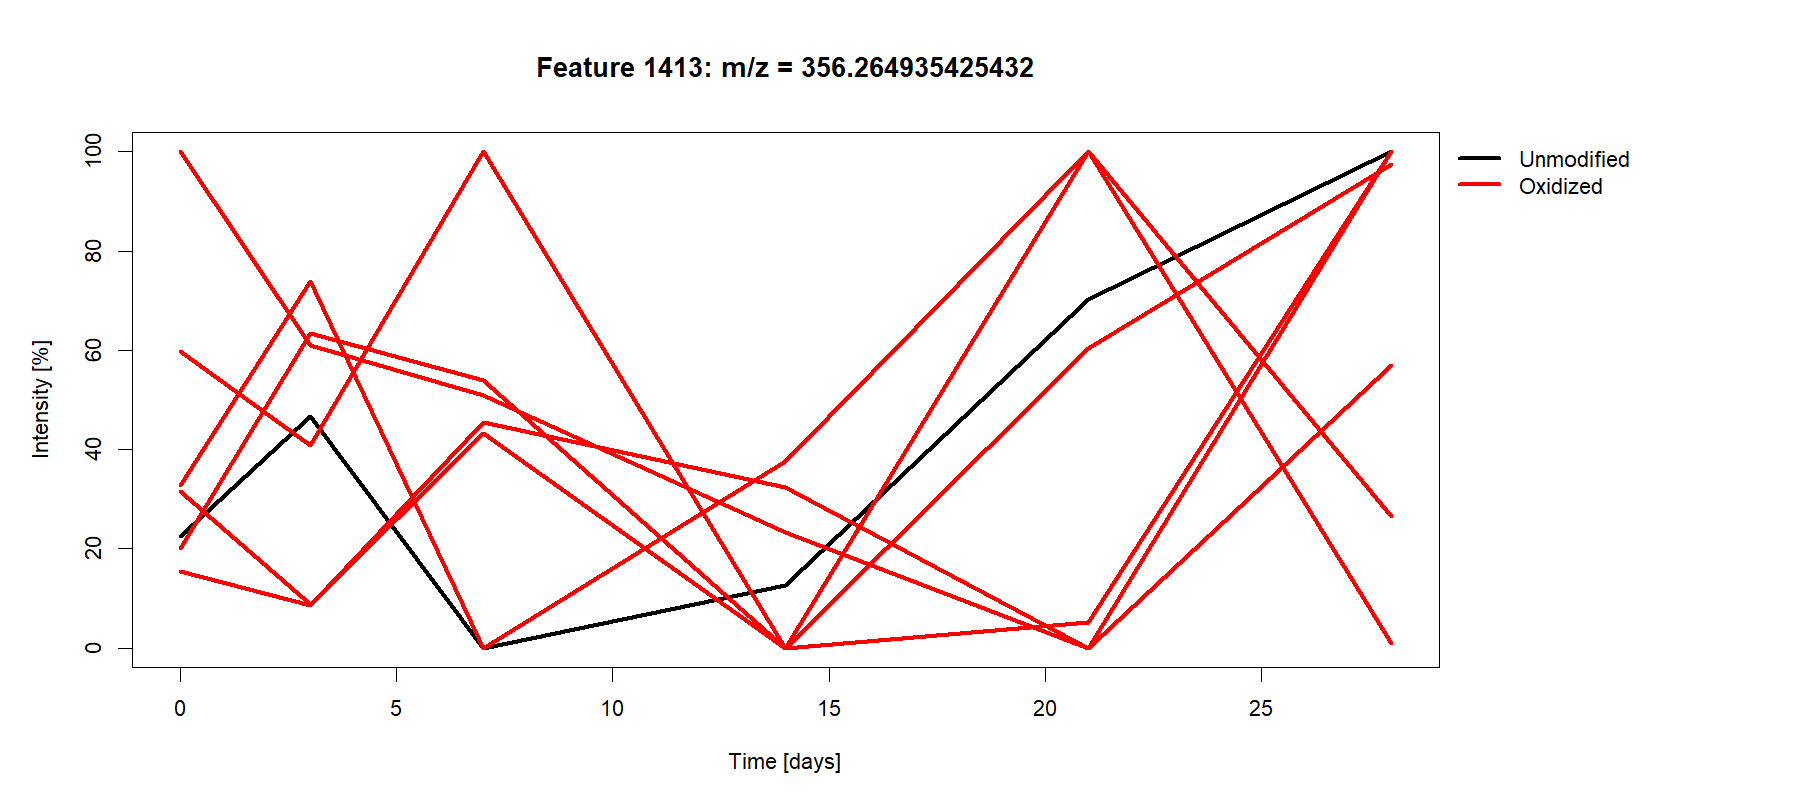 Feature 1413: m/z = 356.264935425432
Unmodified
Oxidized
Intensity [%]
100
80
60
40
20
0
0 5 10 15 20 25
Time [days]